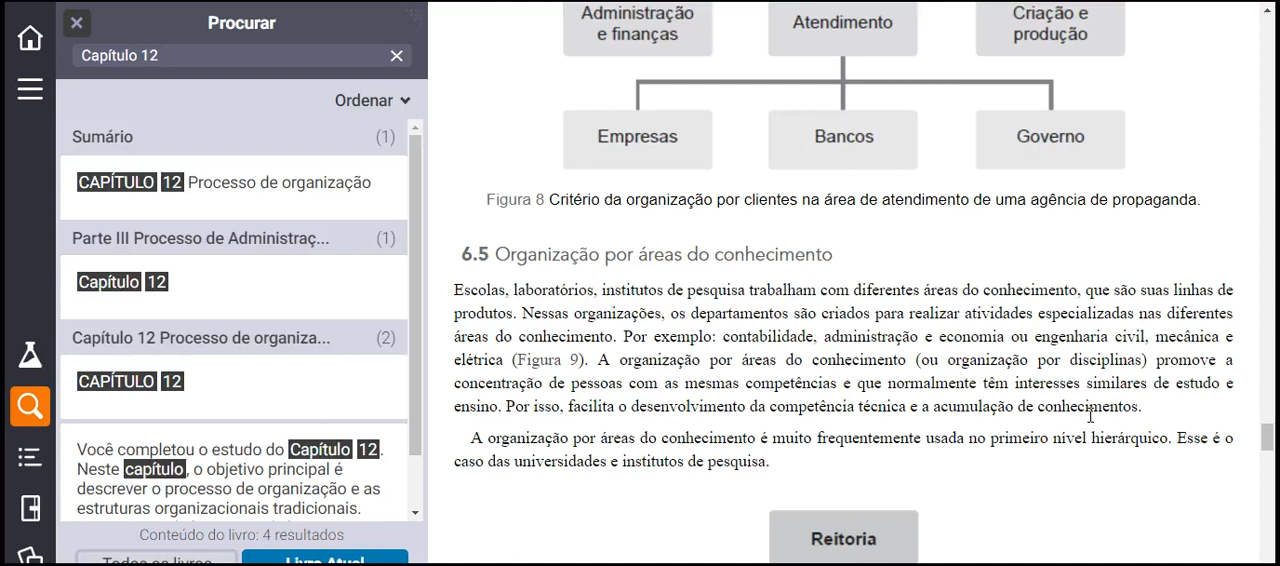 Procurar
Capítulo 12
Ordenar
Sumário (1)
CAPÍTULO 12 Processo de organização
Parte III Processo de Administraç... (1)
Capítulo 12
Capítulo 12 Processo de organiza... (2)
CAPÍTULO 12
Você completou o estudo do Capítulo 12.
Neste capítulo, o objetivo principal é
descrever o processo de organização e as
estruturas organizacionais tradicionais.
Conteúdo do livro: 4 resultados
Todos os livros
Livro Atual
Administração
e finanças
Atendimento
Criação e
produção
Empresas
Bancos
Governo
Figura 8 Critério da organização por clientes na área de atendimento de uma agência de propaganda.
6.5 Organização por áreas do conhecimento
Escolas, laboratórios, institutos de pesquisa trabalham com diferentes áreas do conhecimento, que são suas linhas de
produtos. Nessas organizações, os departamentos são criados para realizar atividades especializadas nas diferentes
áreas do conhecimento. Por exemplo: contabilidade, administração e economia ou engenharia civil, mecânica e
elétrica (Figura 9). A organização por áreas do conhecimento (ou organização por disciplinas) promove a
concentração de pessoas com as mesmas competências e que normalmente têm interesses similares de estudo e
ensino. Por isso, facilita o desenvolvimento da competência técnica e a acumulação de conhecimentos.
A organização por áreas do conhecimento é muito frequentemente usada no primeiro nível hierárquico. Esse é o
caso das universidades e institutos de pesquisa.
Reitoria